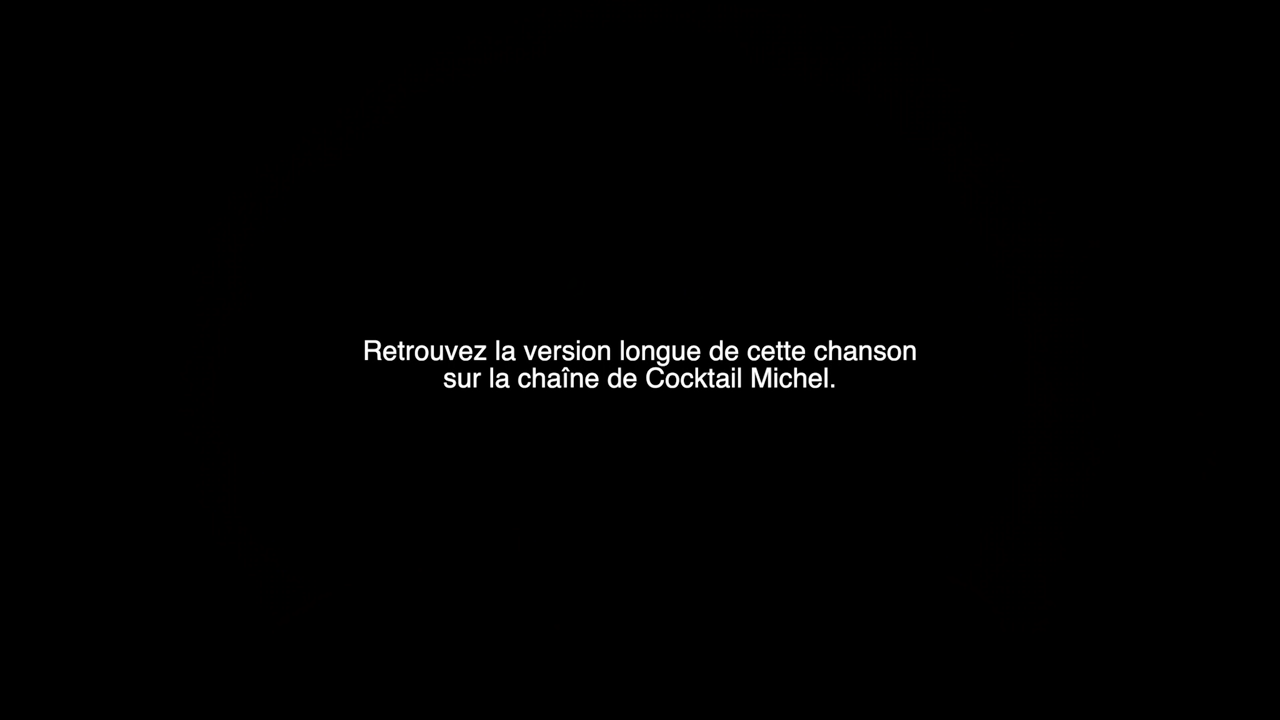 Retrouvez la version longue de cette chanson
sur la chaîne de Cocktail Michel.